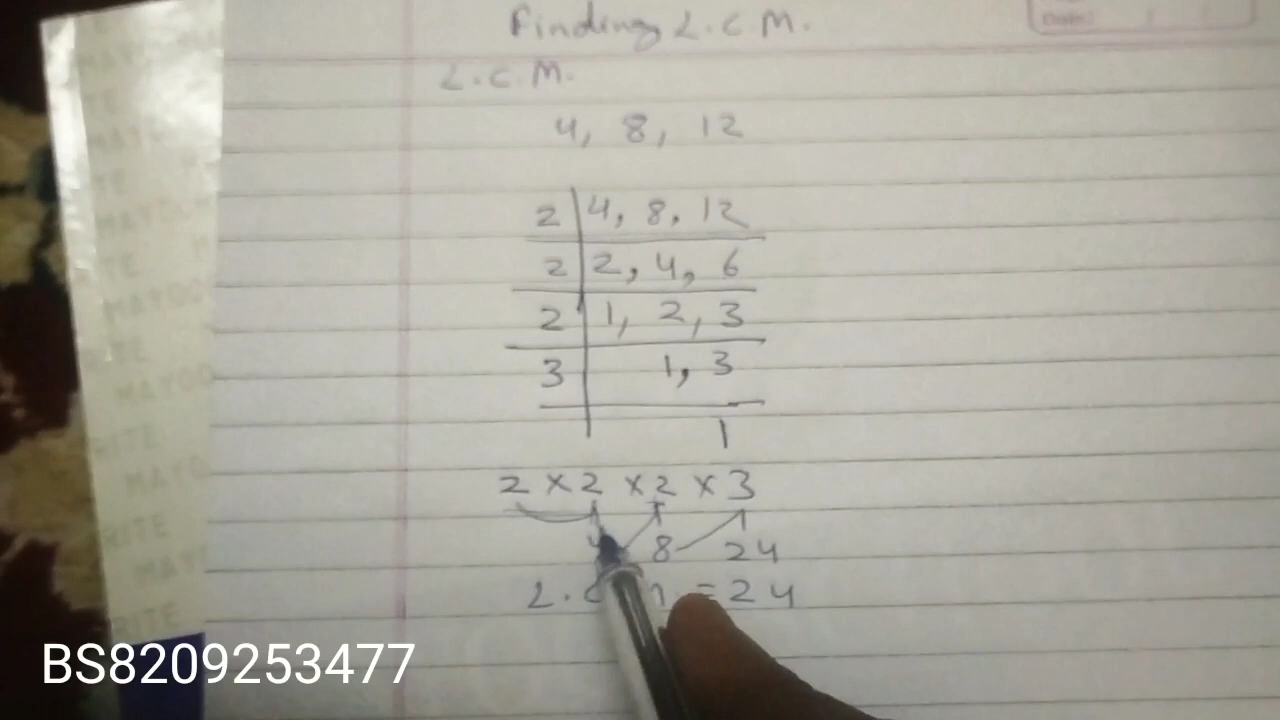 Finding L.C.M.
Date:
L.C.M.
4, 8, 12
2 4, 8, 12
2 2, 4, 6
2 1, 2, 3
3 1, 3
1
2 × 2 × 2 × 3
8 24
= 24
BS8209253477